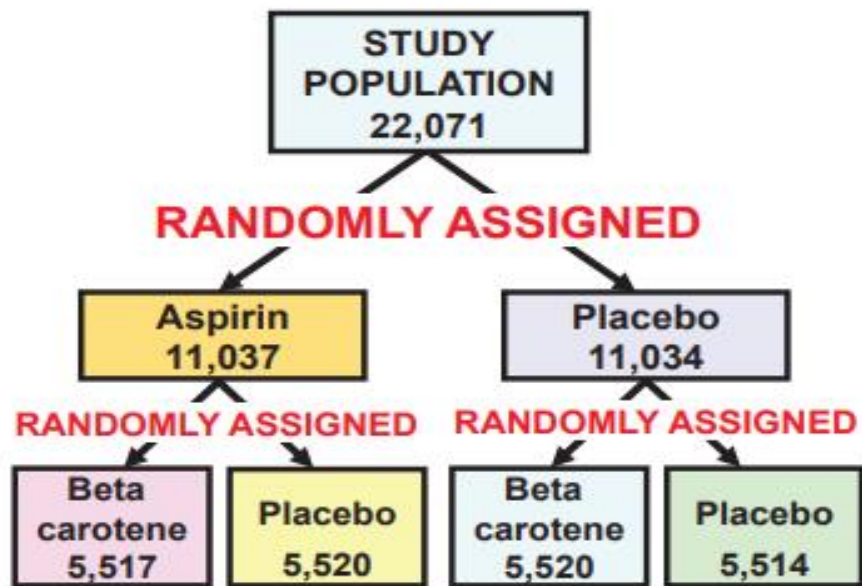 STUDY
POPULATION
22,071
RANDOMLY ASSIGNED
Aspirin
11,037
Placebo
11,034
RANDOMLY ASSIGNED
RANDOMLY ASSIGNED
Beta
carotene
5,517
Placebo
5,520
Beta
carotene
5,520
Placebo
5,514